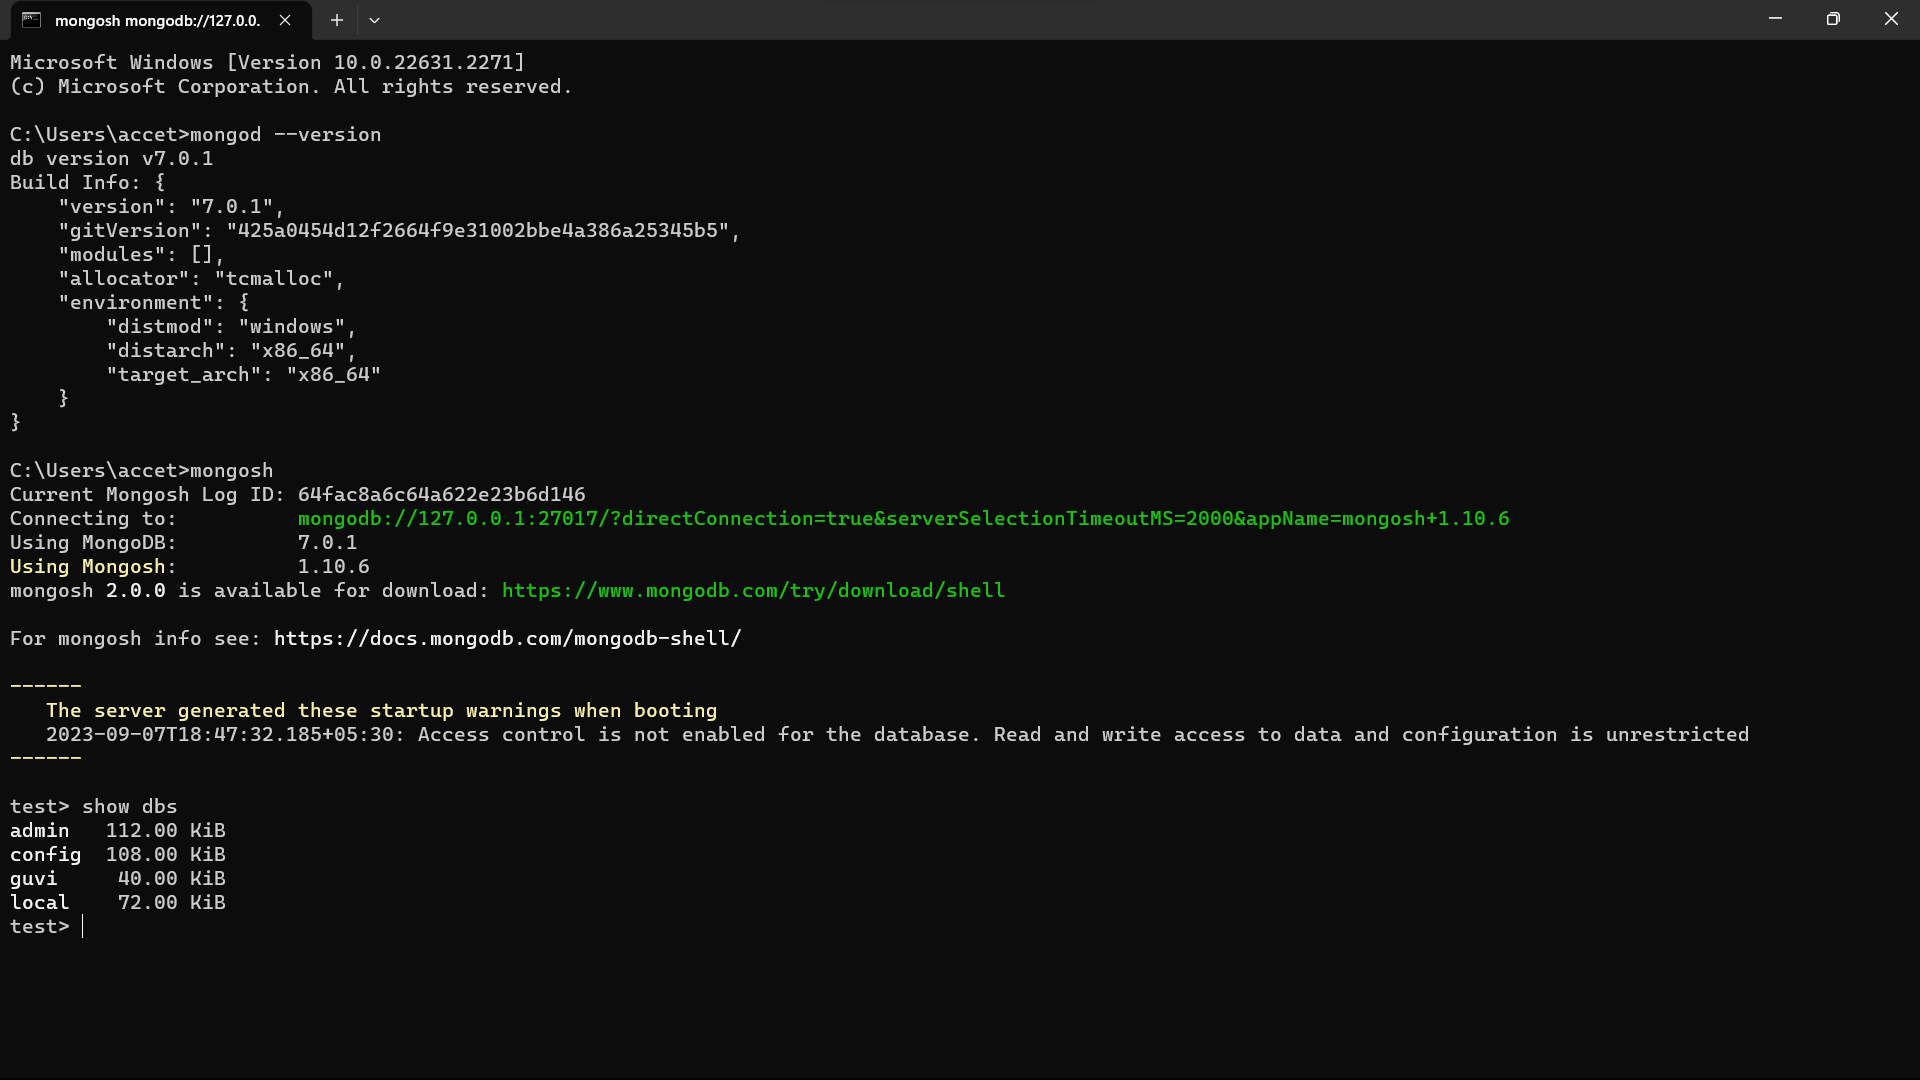 mongosh mongodb://127.0.0.
Microsoft Windows [Version 10.0.22631.2271]
(c) Microsoft Corporation. All rights reserved.
C:\Users\accet>mongod --version
db version v7.0.1
Build Info: {
    "version": "7.0.1",
    "gitVersion": "425a0454d12f2664f9e31002bbe4a386a25345b5",
    "modules": [],
    "allocator": "tcmalloc",
    "environment": {
        "distmod": "windows",
        "distarch": "x86_64",
        "target_arch": "x86_64"
    }
}
C:\Users\accet>mongosh
Current Mongosh Log ID: 64fac8a6c64a622e23b6d146
Connecting to:          mongodb://127.0.0.1:27017/?directConnection=true&serverSelectionTimeoutMS=2000&appName=mongosh+1.10.6
Using MongoDB:          7.0.1
Using Mongosh:          1.10.6
mongosh 2.0.0 is available for download: https://www.mongodb.com/try/download/shell
For mongosh info see: https://docs.mongodb.com/mongodb-shell/
------
   The server generated these startup warnings when booting
   2023-09-07T18:47:32.185+05:30: Access control is not enabled for the database. Read and write access to data and configuration is unrestricted
------
test> show dbs
admin   112.00 KiB
config  108.00 KiB
guvi     40.00 KiB
local    72.00 KiB
test>